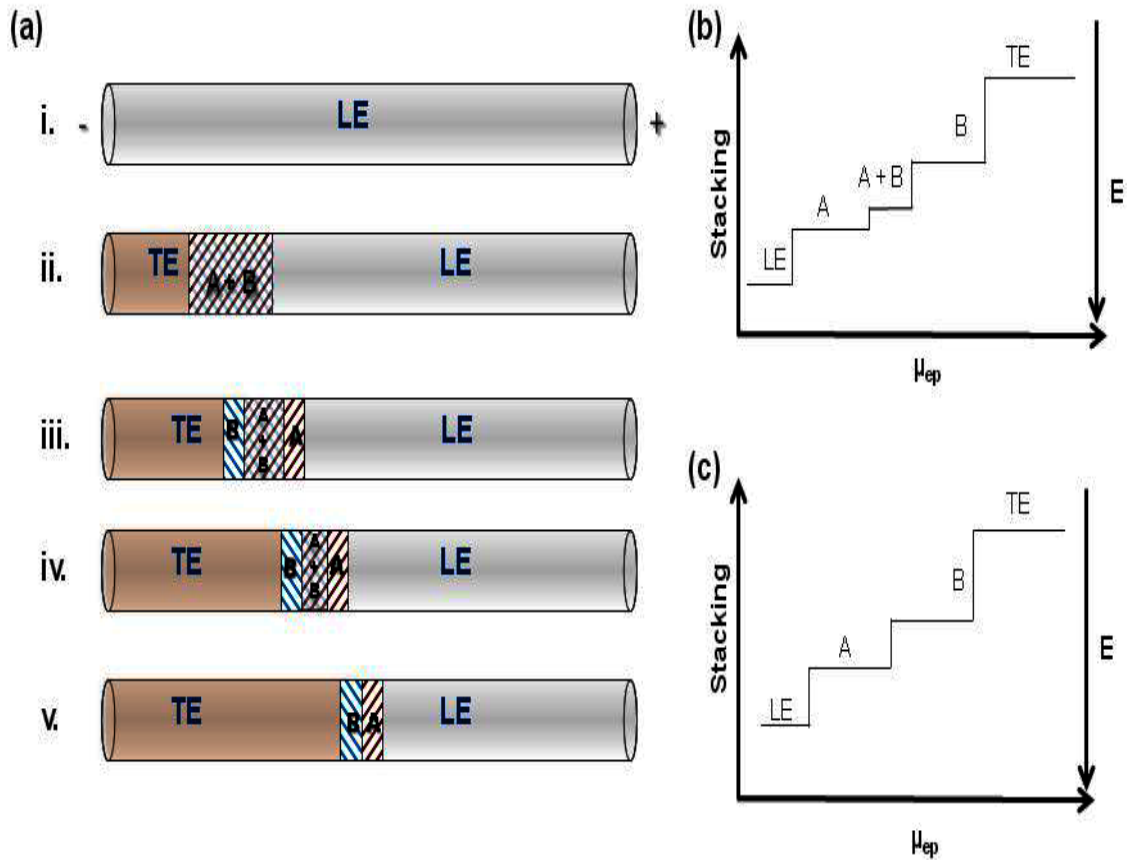 (a)
i. - LE +
ii. TE A + B LE
iii. TE B A + B A LE
iv. TE B A + B A LE
v. TE B A LE
(b)
TE
B
A + B
A
LE
Stacking
E
μep
(c)
TE
B
A
LE
Stacking
E
μep